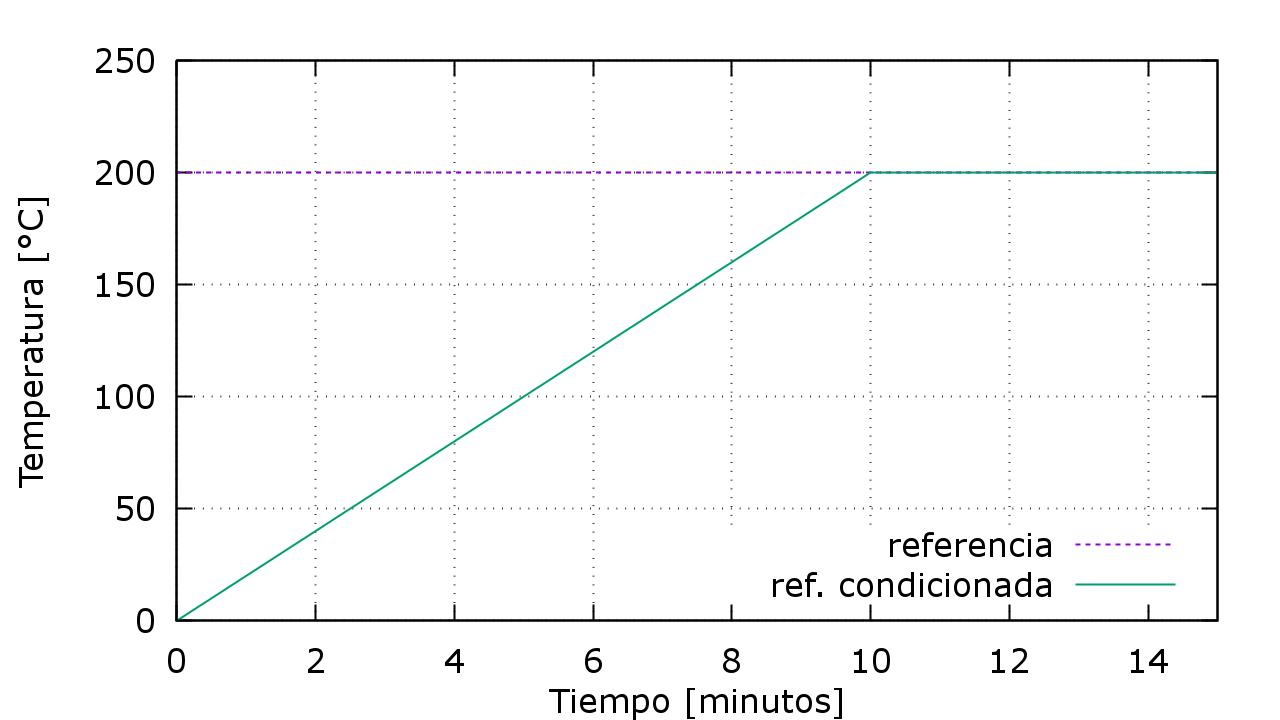 250
200
150
100
50
0
Temperatura [°C]
referencia
ref. condicionada
0 2 4 6 8 10 12 14
Tiempo [minutos]